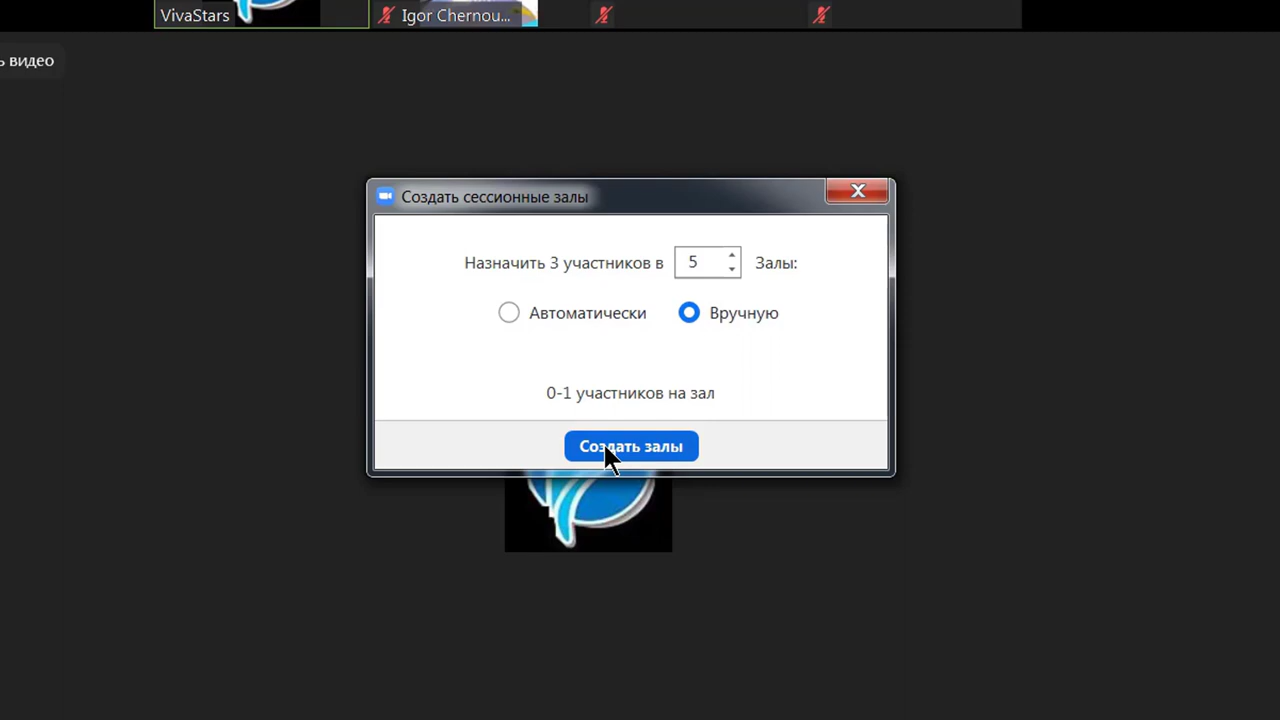 VivaStars
Igor Chernou...
ь видео
Создать сессионные залы
Назначить 3 участников в 5 Залы:
Автоматически Вручную
0-1 участников на зал
Создать залы